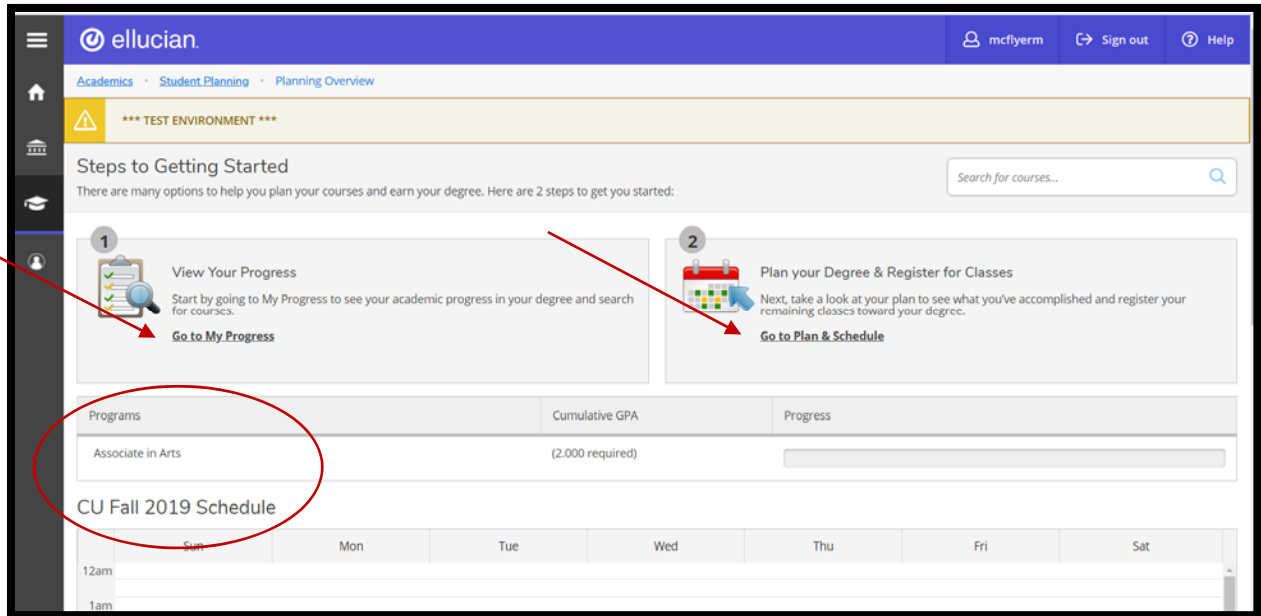 ellucian.
mcflyerm
Sign out
Help
Academics · Student Planning · Planning Overview
*** TEST ENVIRONMENT ***
Steps to Getting Started
There are many options to help you plan your courses and earn your degree. Here are 2 steps to get you started:
Search for courses...
1
View Your Progress
Start by going to My Progress to see your academic progress in your degree and search
for courses.
Go to My Progress
2
Plan your Degree & Register for Classes
Next, take a look at your plan to see what you've accomplished and register your
remaining classes toward your degree.
Go to Plan & Schedule
Programs Cumulative GPA Progress
Associate in Arts (2.000 required)
CU Fall 2019 Schedule
Sun Mon Tue Wed Thu Fri Sat
12am
1am